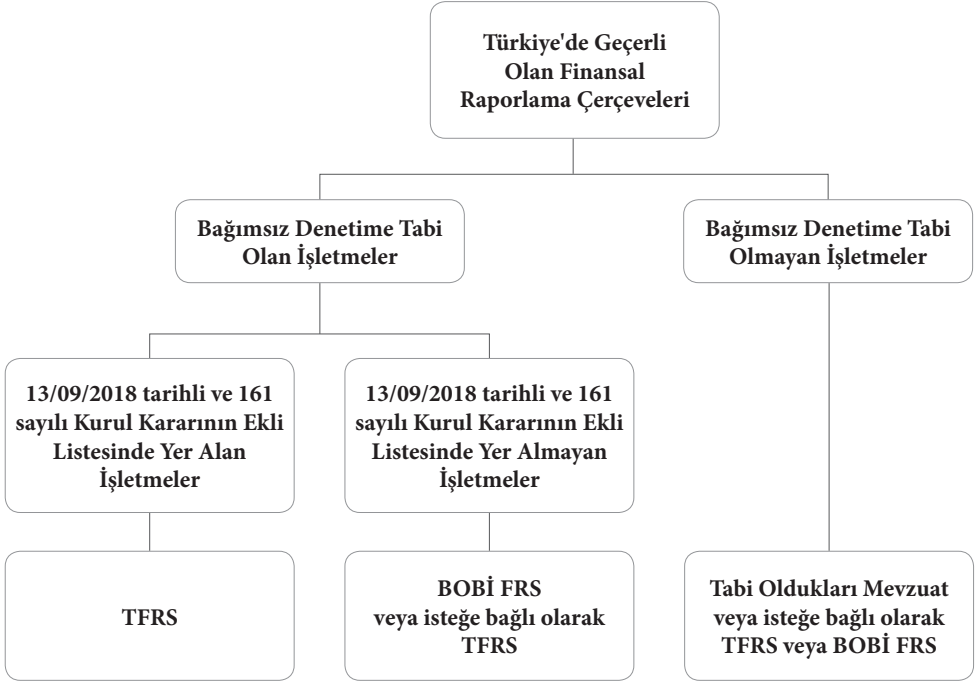 Türkiye'de Geçerli
Olan Finansal
Raporlama Çerçeveleri
Bağımsız Denetime Tabi
Olan İşletmeler
Bağımsız Denetime Tabi
Olmayan İşletmeler
13/09/2018 tarihli ve 161
sayılı Kurul Kararının Ekli
Listesinde Yer Alan
İşletmeler
13/09/2018 tarihli ve 161
sayılı Kurul Kararının Ekli
Listesinde Yer Almayan
İşletmeler
TFRS
BOBİ FRS
veya isteğe bağlı olarak
TFRS
Tabi Oldukları Mevzuat
veya isteğe bağlı olarak
TFRS veya BOBİ FRS